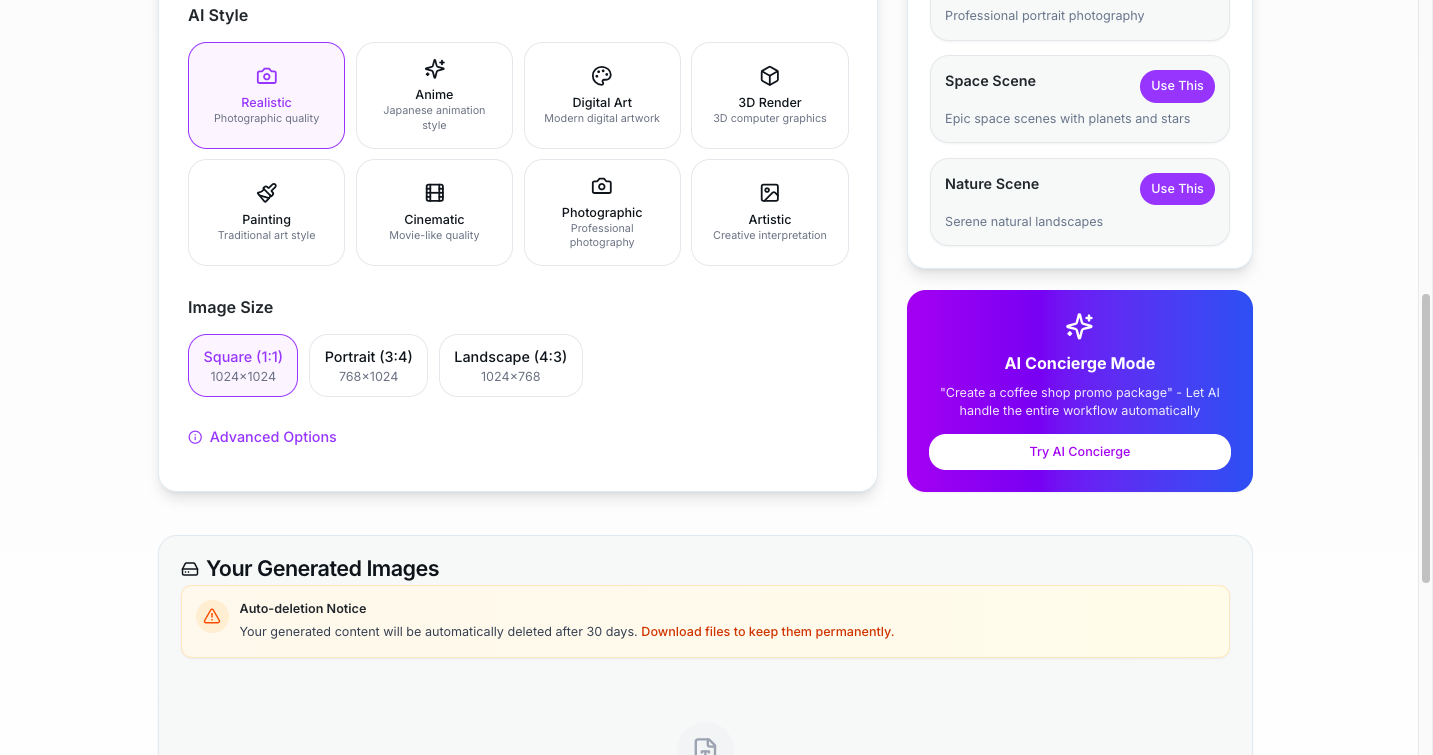 AI Style
Realistic
Photographic quality
Anime
Japanese animation
style
Digital Art
Modern digital artwork
3D Render
3D computer graphics
Painting
Traditional art style
Cinematic
Movie-like quality
Photographic
Professional
photography
Artistic
Creative interpretation
Image Size
Square (1:1)
1024×1024
Portrait (3:4)
768×1024
Landscape (4:3)
1024×768
Advanced Options
Professional portrait photography
Space Scene
Use This
Epic space scenes with planets and stars
Nature Scene
Use This
Serene natural landscapes
AI Concierge Mode
"Create a coffee shop promo package" - Let AI
handle the entire workflow automatically
Try AI Concierge
Your Generated Images
Auto-deletion Notice
Your generated content will be automatically deleted after 30 days. Download files to keep them permanently.